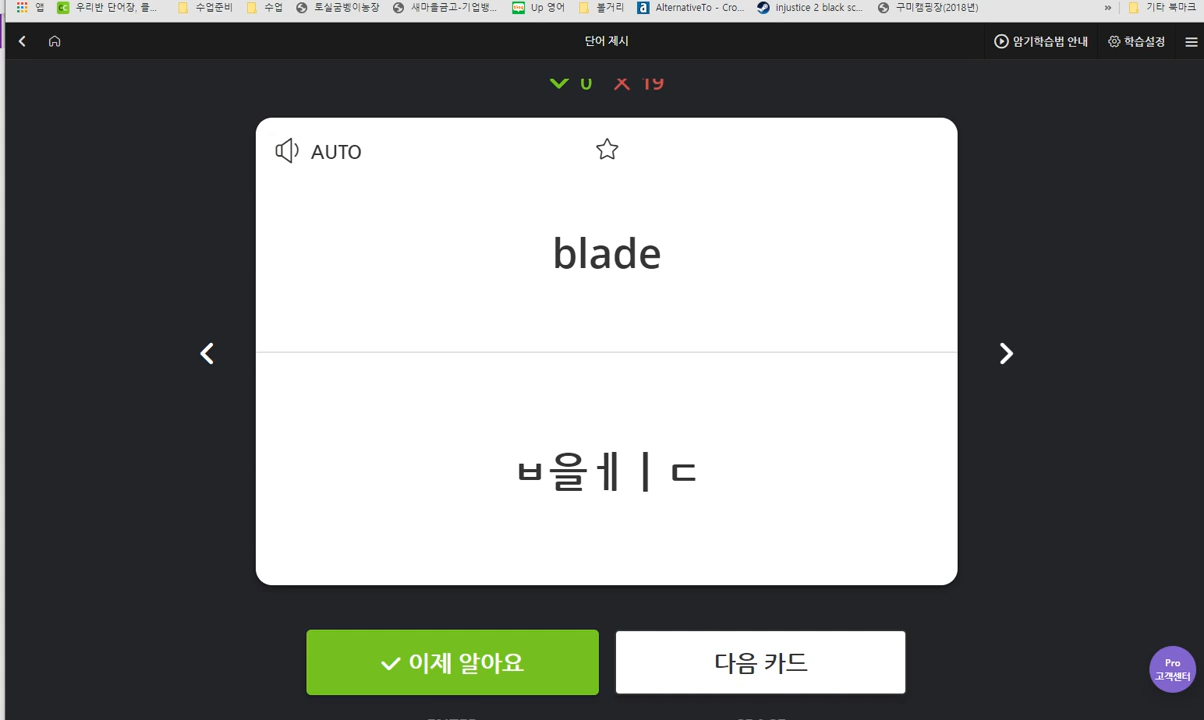 앱 우리반 단어장, 클... 수업준비 수업 토실굼벵이농장 새마을금고-기업뱅... Up 영어 볼거리 AlternativeTo - Cro... injustice 2 black sc... 구미캠핑장(2018년) » 기타 북마크
단어 제시 암기학습법 안내 학습설정
0 19
AUTO
blade
ㅂ을ㅔㅣㄷ
이제 알아요 다음 카드
Pro
고객센터